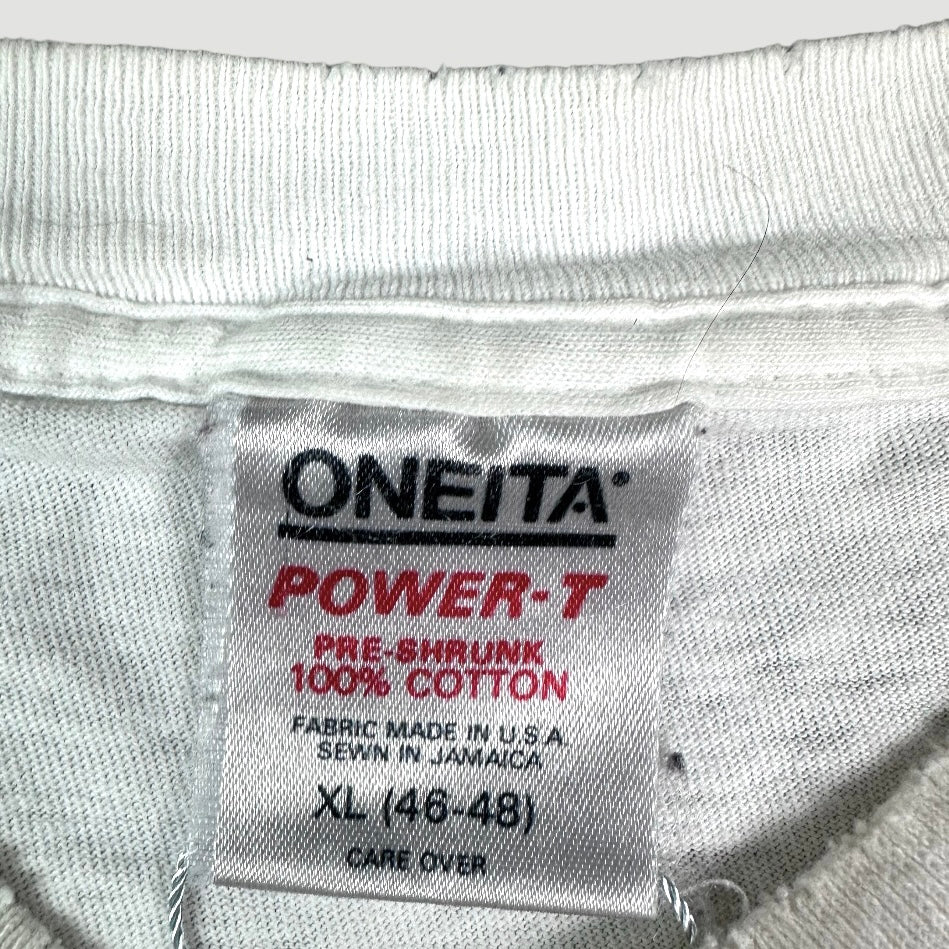 ONEITA®
POWER-T
PRE-SHRUNK
100% COTTON
FABRIC MADE IN U.S.A.
SEWN IN JAMAICA
XL (46-48)
CARE OVER